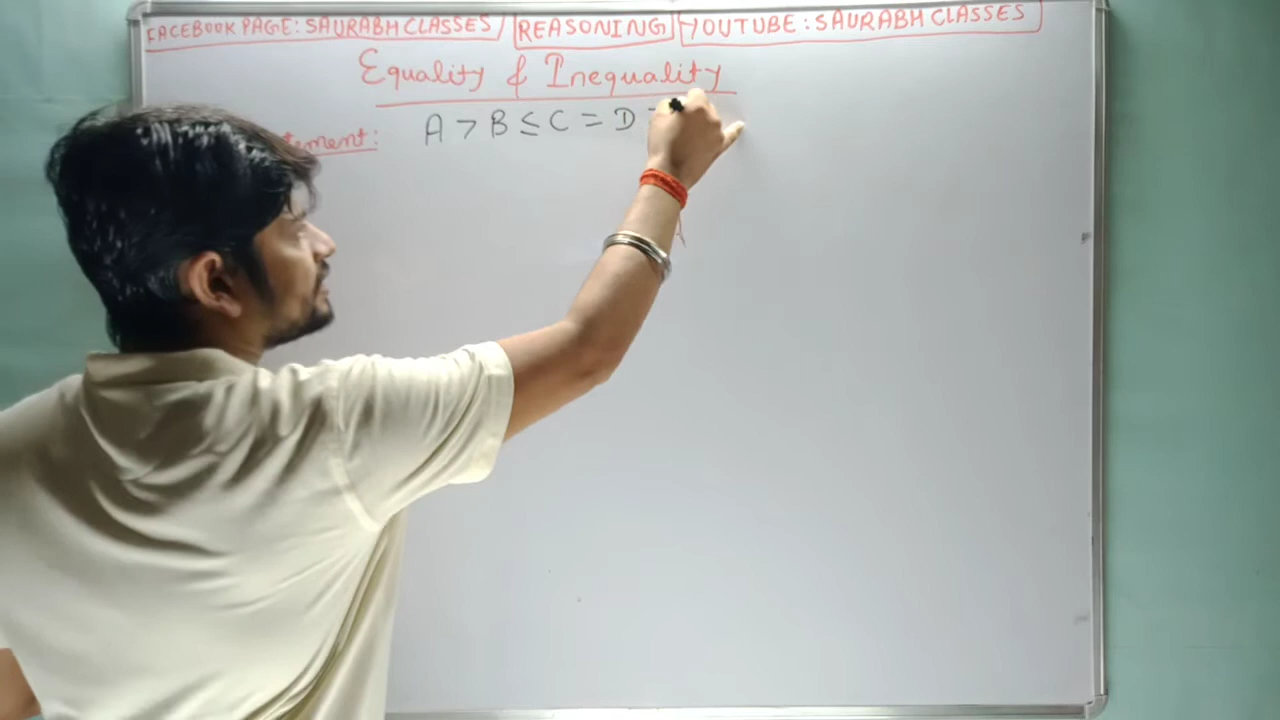 FACEBOOK PAGE: SAURABH CLASSES REASONING YOUTUBE: SAURABH CLASSES
Equality & Inequality
A > B ≤ C = D